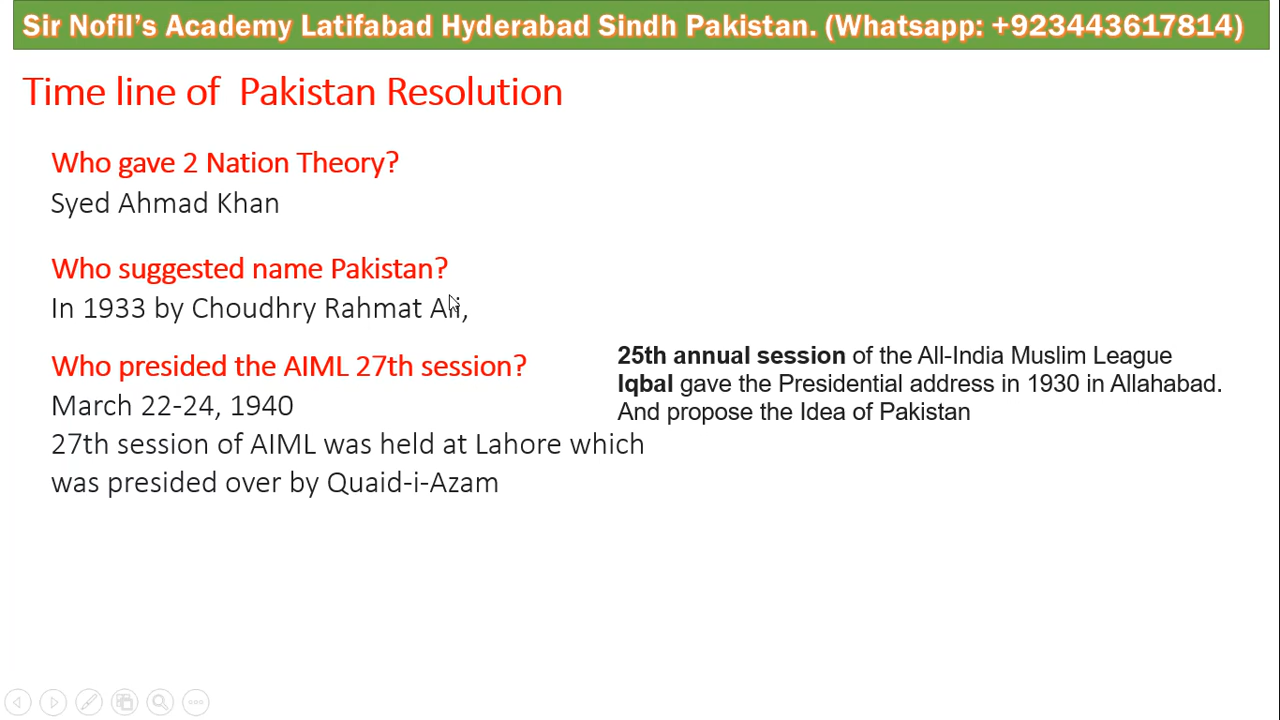 Sir Nofil's Academy Latifabad Hyderabad Sindh Pakistan. (Whatsapp: +923443617814)
Time line of Pakistan Resolution
Who gave 2 Nation Theory?
Syed Ahmad Khan
Who suggested name Pakistan?
In 1933 by Choudhry Rahmat Ali,
Who presided the AIML 27th session?
March 22-24, 1940
27th session of AIML was held at Lahore which
was presided over by Quaid-i-Azam
25th annual session of the All-India Muslim League
Iqbal gave the Presidential address in 1930 in Allahabad.
And propose the Idea of Pakistan